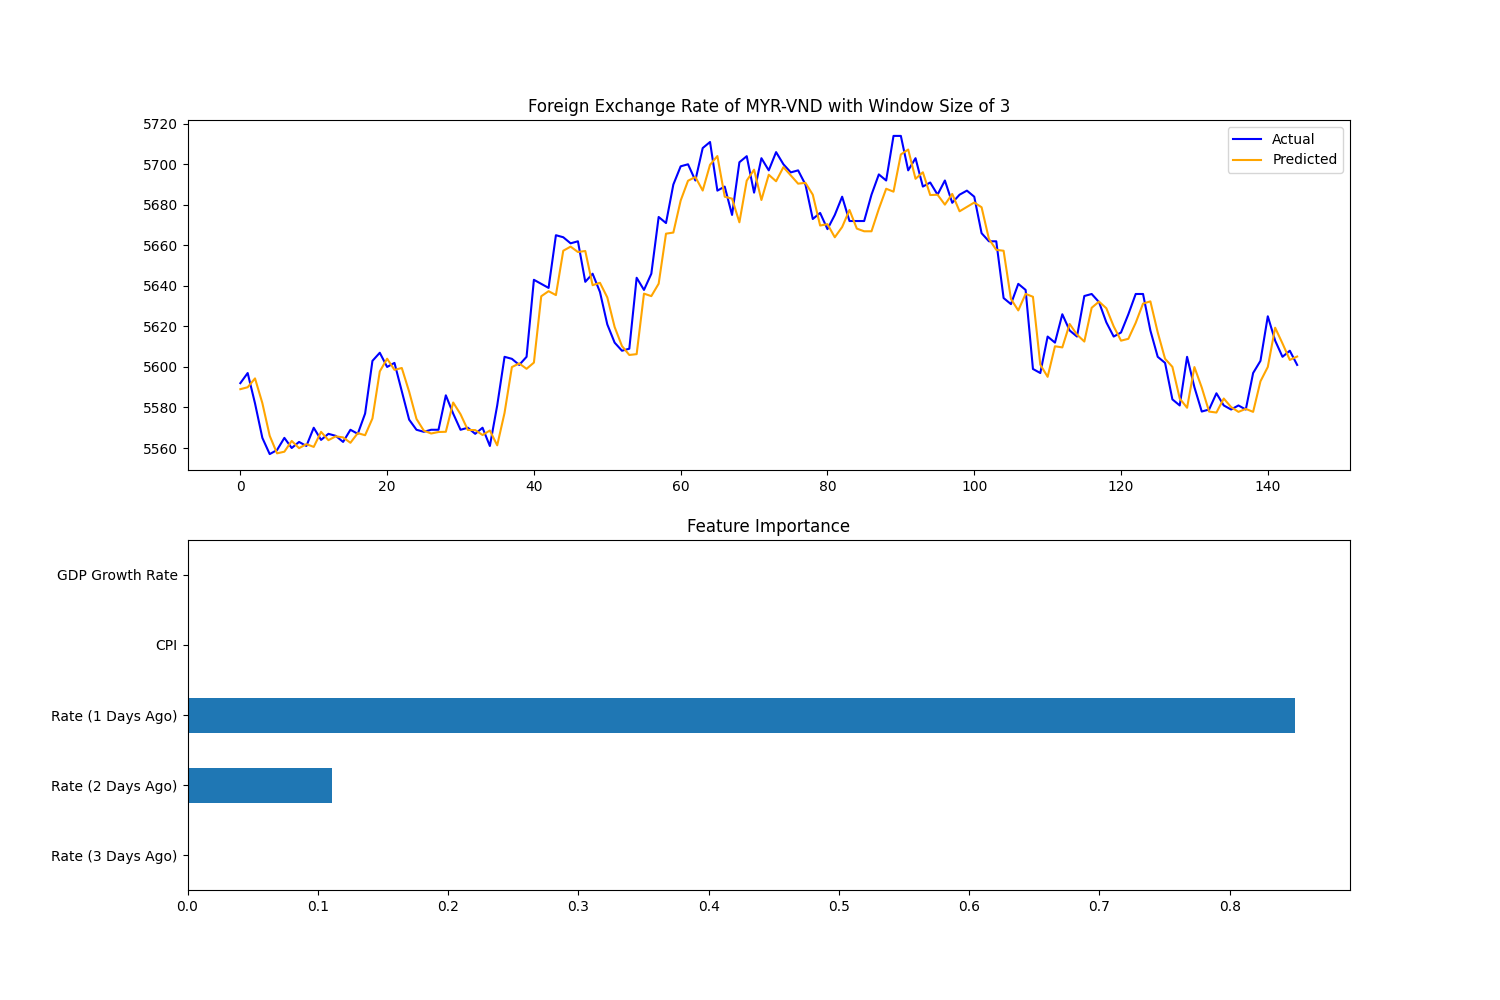 Foreign Exchange Rate of MYR-VND with Window Size of 3
5720
5700
5680
5660
5640
5620
5600
5580
5560
Actual
Predicted
0 20 40 60 80 100 120 140
Feature Importance
GDP Growth Rate
CPI
Rate (1 Days Ago)
Rate (2 Days Ago)
Rate (3 Days Ago)
0.0 0.1 0.2 0.3 0.4 0.5 0.6 0.7 0.8